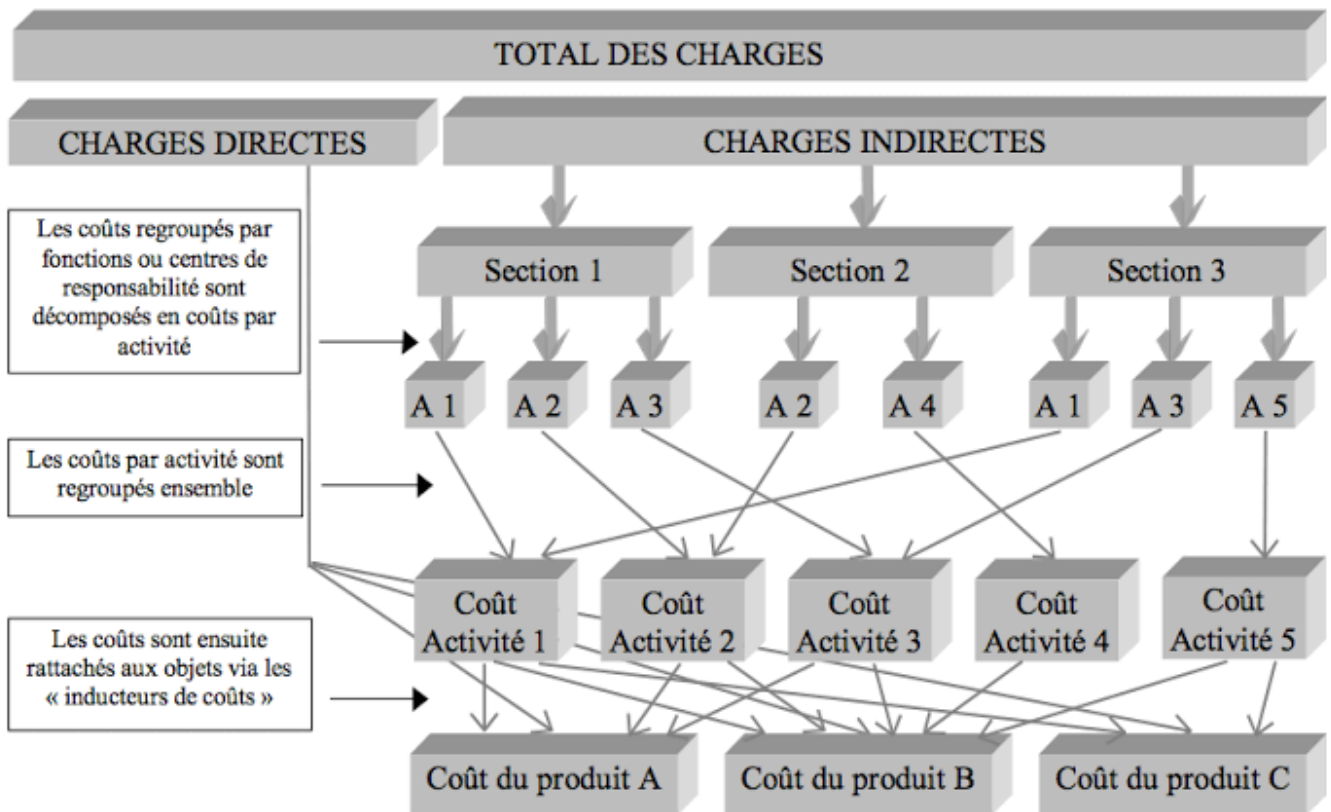 TOTAL DES CHARGES
CHARGES DIRECTES
CHARGES INDIRECTES
Les coûts regroupés par
fonctions ou centres de
responsabilité sont
décomposés en coûts par
activité
Section 1
Section 2
Section 3
A 1
A 2
A 3
A 2
A 4
A 1
A 3
A 5
Les coûts par activité sont
regroupés ensemble
Coût
Activité 1
Coût
Activité 2
Coût
Activité 3
Coût
Activité 4
Coût
Activité 5
Les coûts sont ensuite
rattachés aux objets via les
« inducteurs de coûts »
Coût du produit A
Coût du produit B
Coût du produit C